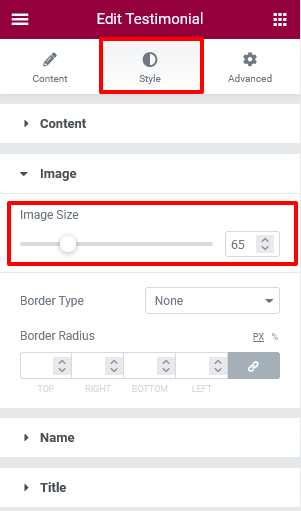 Edit Testimonial
Content Style Advanced
Content
Image
Image Size
65
Border Type None
Border Radius PX %
TOP RIGHT BOTTOM LEFT
Name
Title